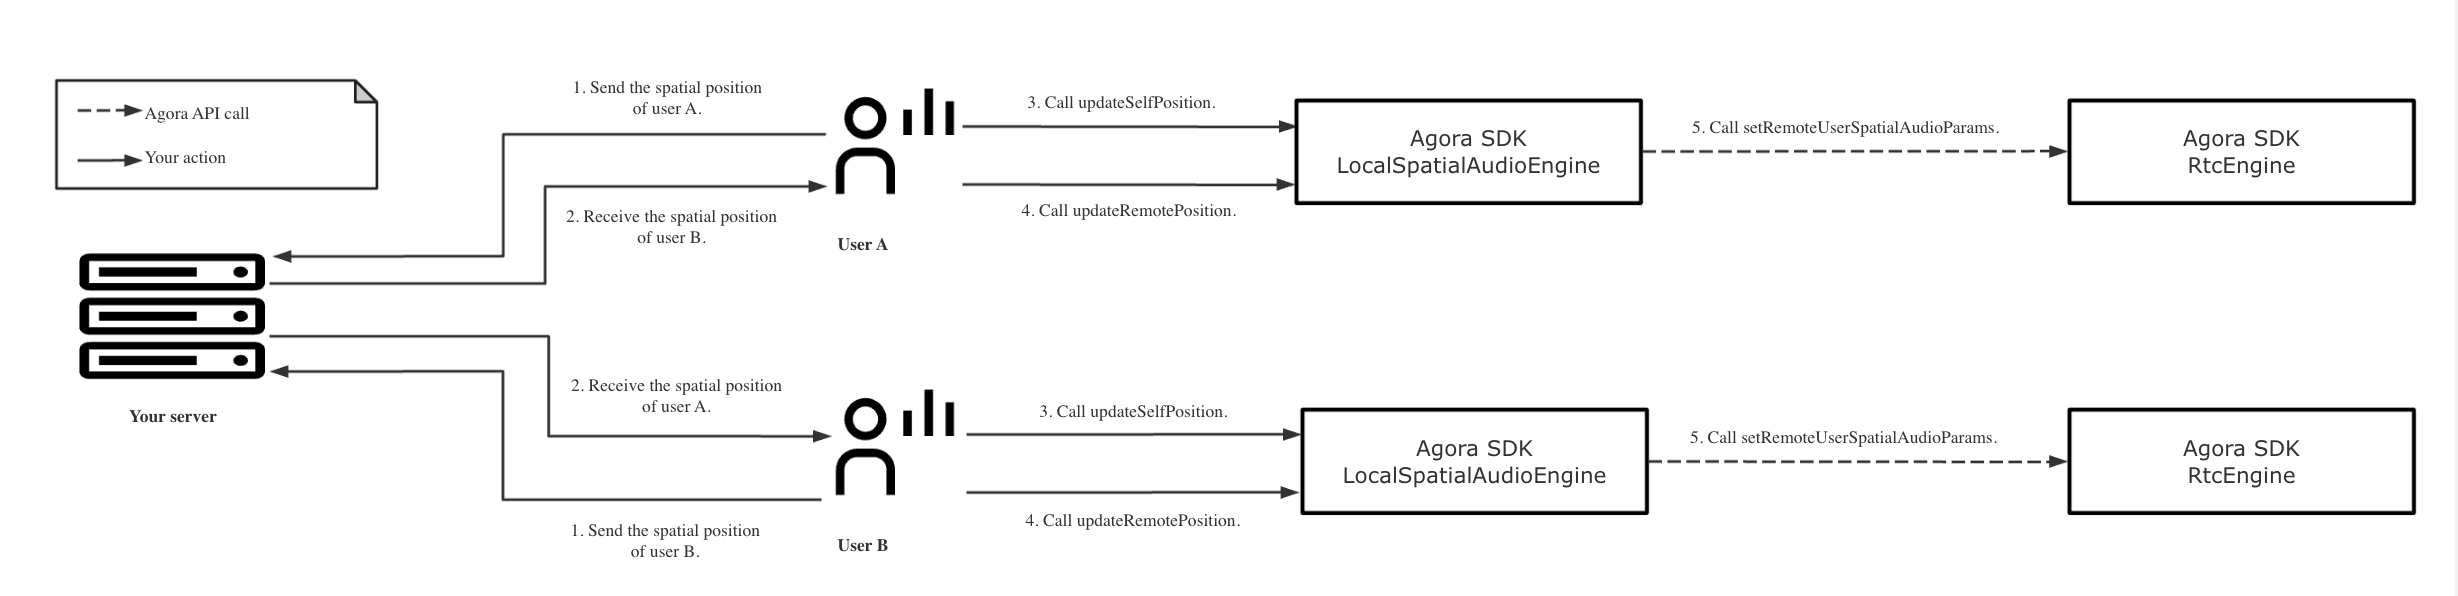 Agora API call
Your action
1. Send the spatial position
of user A.
2. Receive the spatial position
of user B.
User A
3. Call updateSelfPosition.
4. Call updateRemotePosition.
Agora SDK
LocalSpatialAudioEngine
5. Call setRemoteUserSpatialAudioParams.
Agora SDK
RtcEngine
Your server
2. Receive the spatial position
of user A.
1. Send the spatial position
of user B.
User B
3. Call updateSelfPosition.
4. Call updateRemotePosition.
Agora SDK
LocalSpatialAudioEngine
5. Call setRemoteUserSpatialAudioParams.
Agora SDK
RtcEngine